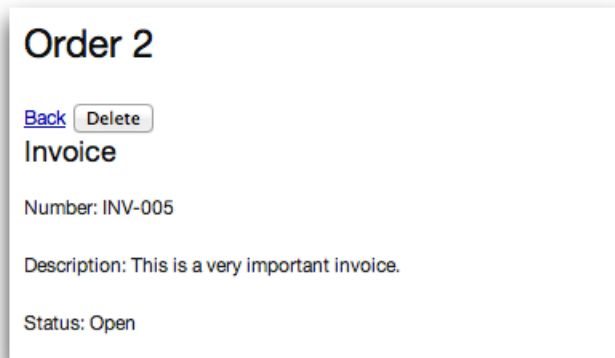 Order 2
Back Delete
Invoice
Number: INV-005
Description: This is a very important invoice.
Status: Open